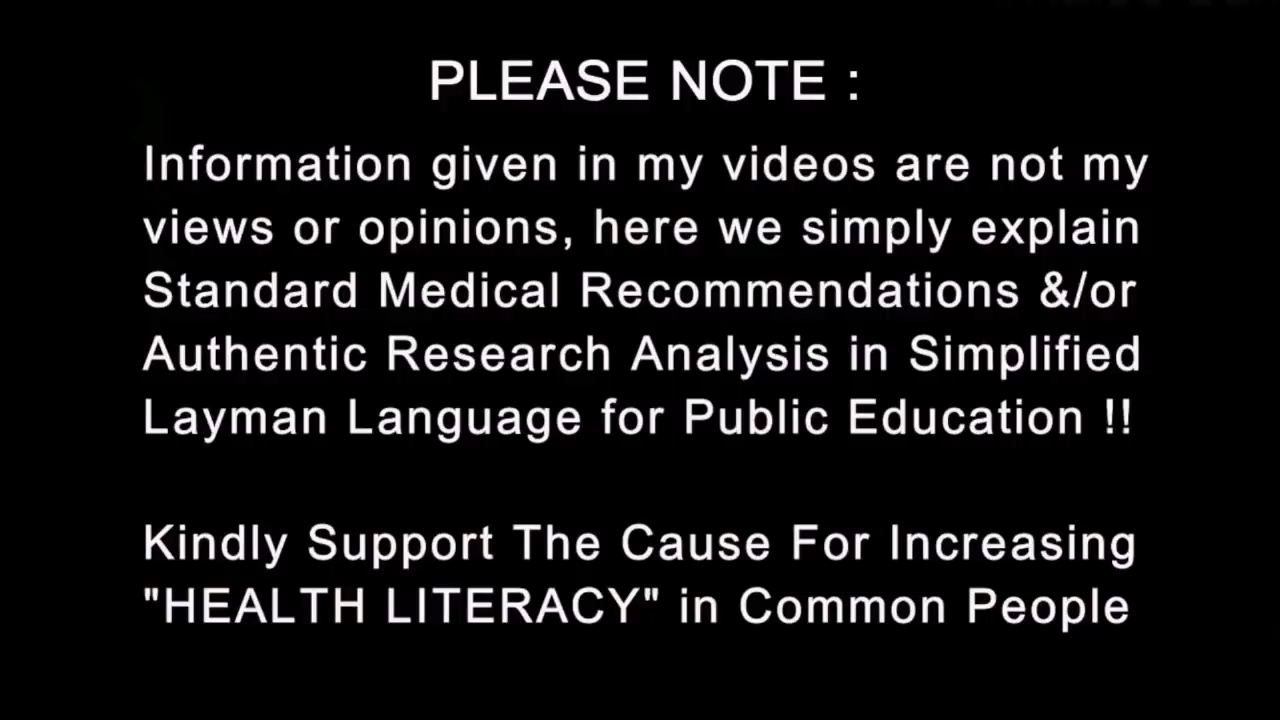 PLEASE NOTE :
Information given in my videos are not my
views or opinions, here we simply explain
Standard Medical Recommendations &/or
Authentic Research Analysis in Simplified
Layman Language for Public Education !!
Kindly Support The Cause For Increasing
"HEALTH LITERACY" in Common People